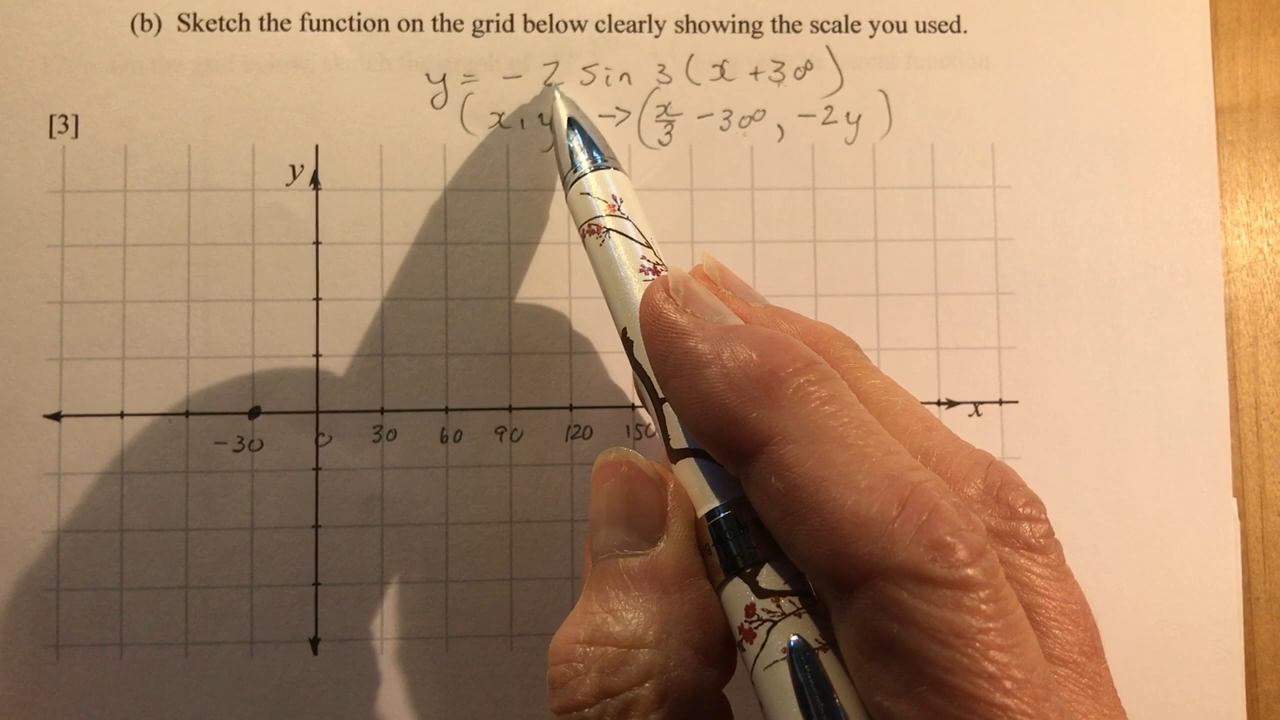 (b) Sketch the function on the grid below clearly showing the scale you used.
y = - 2 sin 3 (x + 30°)
(x, y → (x/3 - 30°, -2y)
[3]
y
x
-30 0 30 60 90 120 150